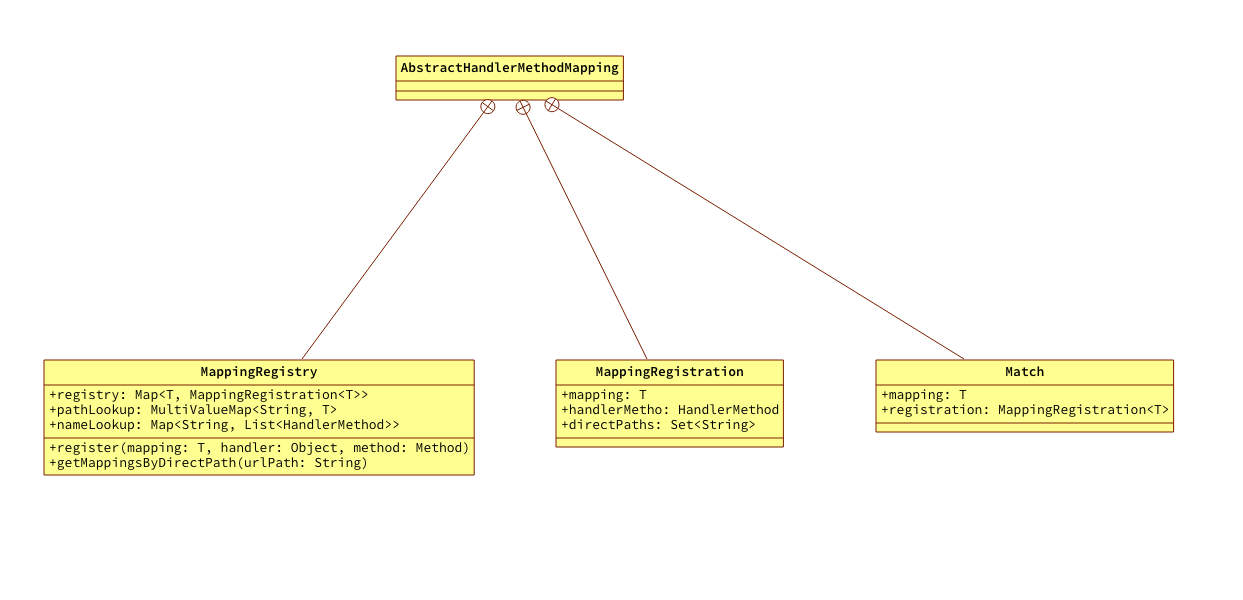 AbstractHandlerMethodMapping
MappingRegistry
+registry: Map<T, MappingRegistration<T>>
+pathLookup: MultiValueMap<String, T>
+nameLookup: Map<String, List<HandlerMethod>>
+register(mapping: T, handler: Object, method: Method)
+getMappingsByDirectPath(urlPath: String)
MappingRegistration
+mapping: T
+handlerMetho: HandlerMethod
+directPaths: Set<String>
Match
+mapping: T
+registration: MappingRegistration<T>